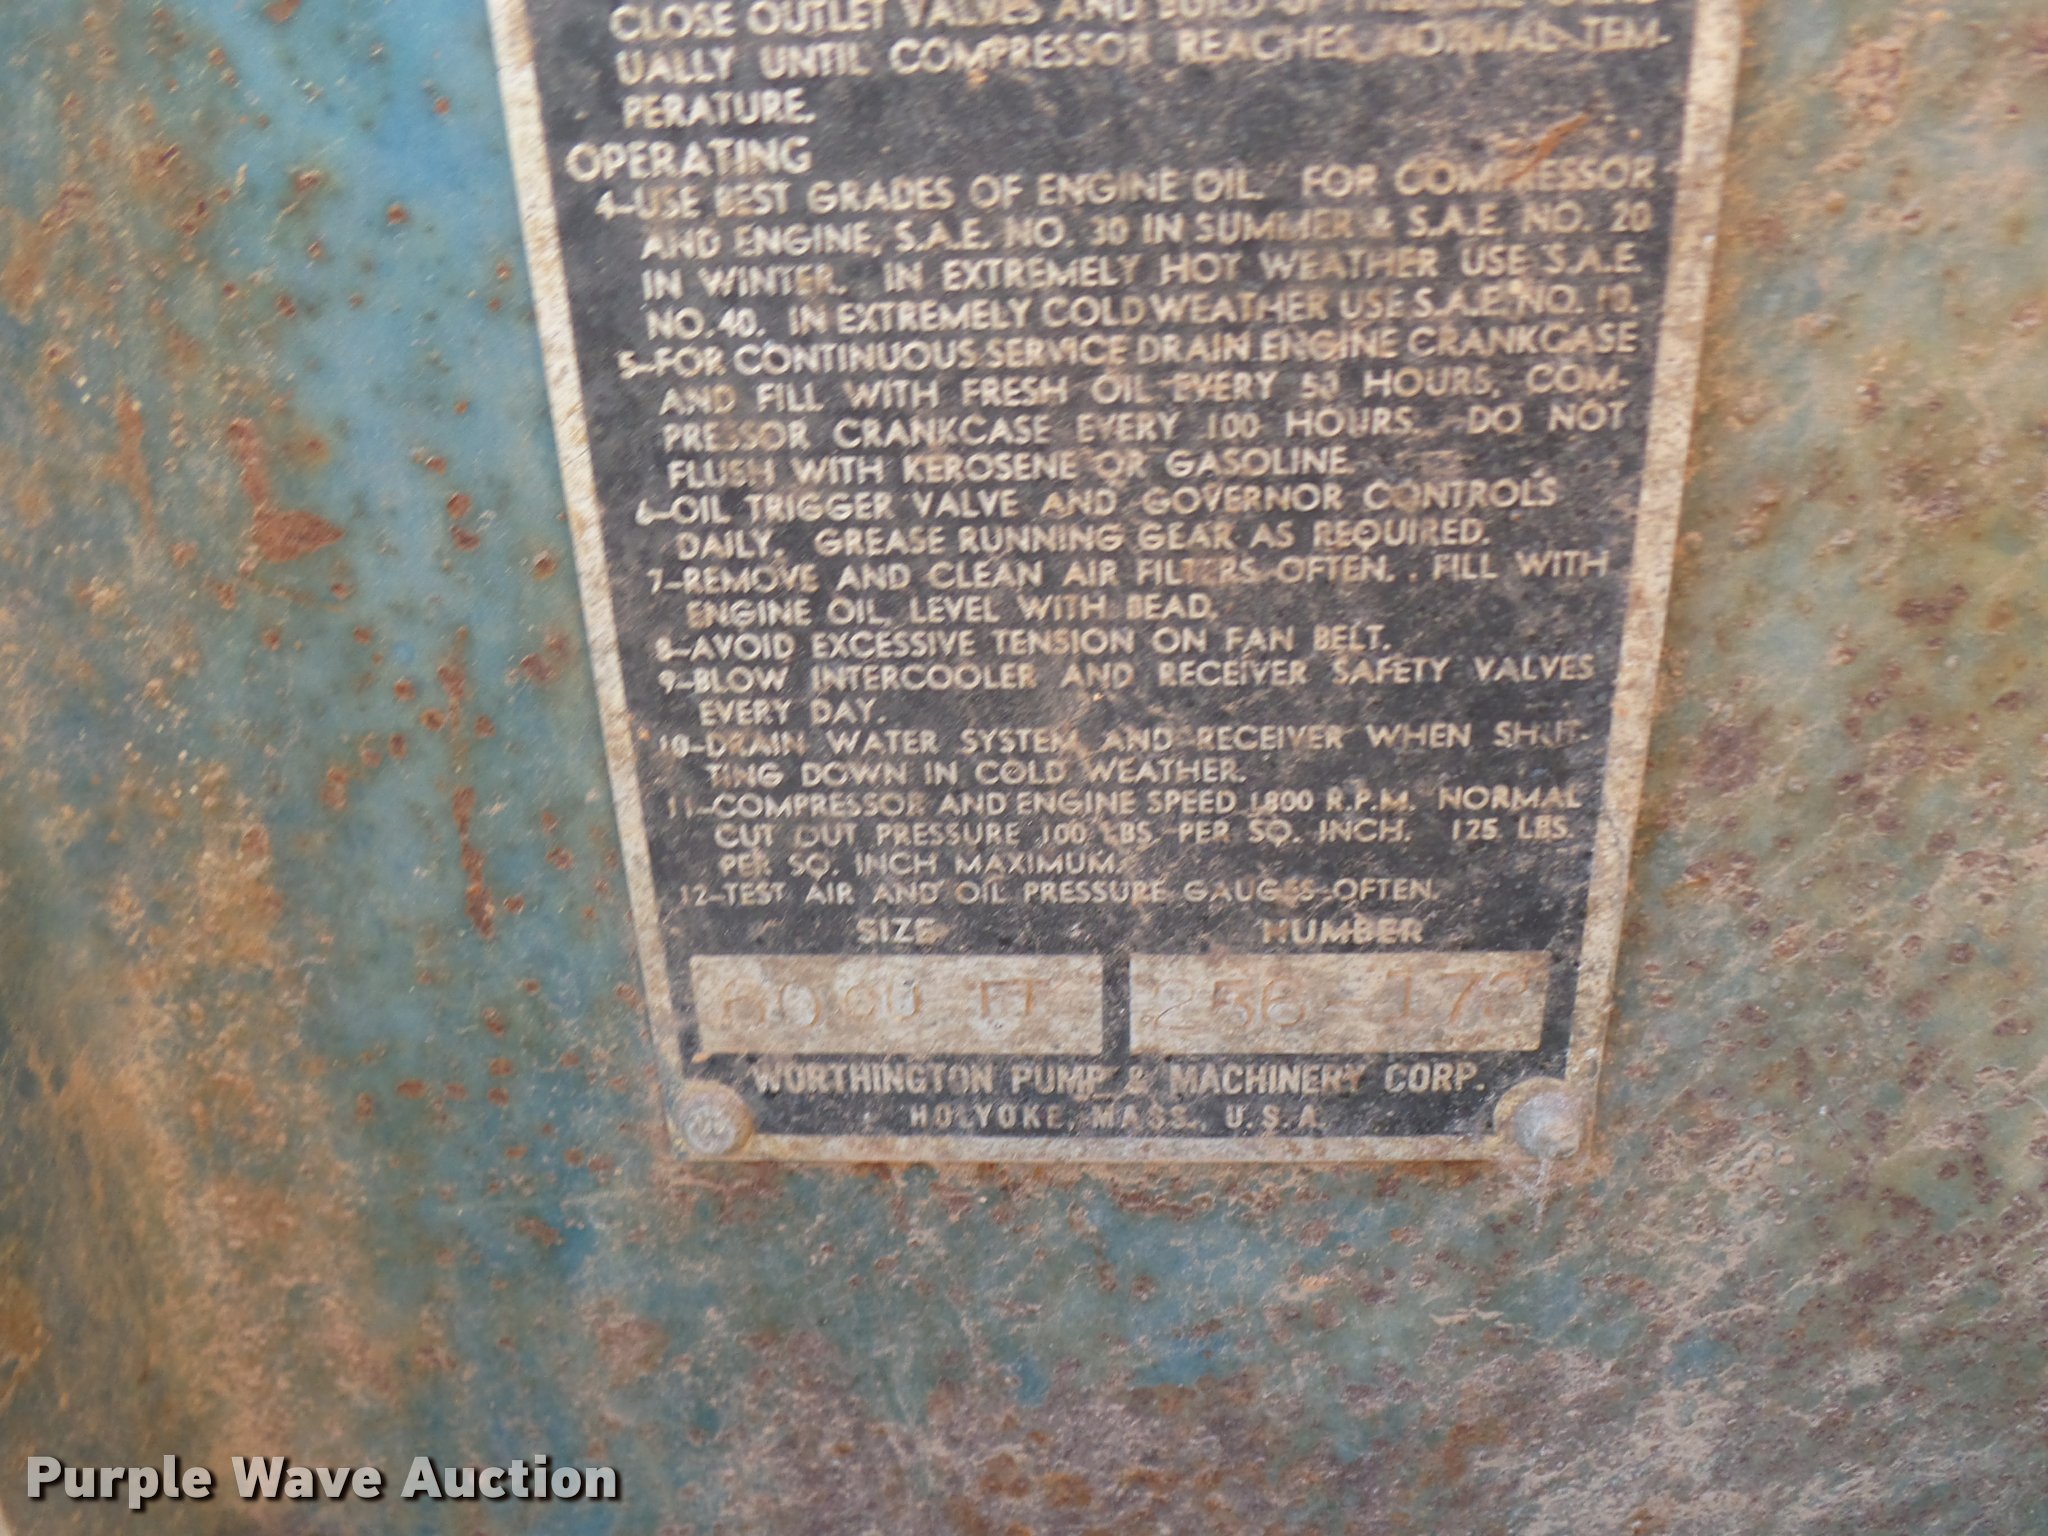 CLOSE OUTLET VALVES AND BUILD UP PRESSURE GRAD-
UALLY UNTIL COMPRESSOR REACHES NORMAL TEM-
PERATURE.
OPERATING
4-USE BEST GRADES OF ENGINE OIL. FOR COMPRESSOR
AND ENGINE, S.A.E. NO. 30 IN SUMMER & S.A.E. NO. 20
IN WINTER. IN EXTREMELY HOT WEATHER USE S.A.E.
NO. 40. IN EXTREMELY COLD WEATHER USE S.A.E. NO. 10.
5-FOR CONTINUOUS SERVICE DRAIN ENGINE CRANKCASE
AND FILL WITH FRESH OIL EVERY 50 HOURS, COM-
PRESSOR CRANKCASE EVERY 100 HOURS. DO NOT
FLUSH WITH KEROSENE OR GASOLINE.
6-OIL TRIGGER VALVE AND GOVERNOR CONTROLS
DAILY. GREASE RUNNING GEAR AS REQUIRED.
7-REMOVE AND CLEAN AIR FILTERS OFTEN. FILL WITH
ENGINE OIL, LEVEL WITH BEAD.
8-AVOID EXCESSIVE TENSION ON FAN BELT.
9-BLOW INTERCOOLER AND RECEIVER SAFETY VALVES
EVERY DAY.
10-DRAIN WATER SYSTEM AND RECEIVER WHEN SHUT-
TING DOWN IN COLD WEATHER.
11-COMPRESSOR AND ENGINE SPEED 1800 R.P.M. NORMAL
CUT OUT PRESSURE 100 LBS. PER SQ. INCH. 125 LBS.
PER SQ. INCH MAXIMUM.
12-TEST AIR AND OIL PRESSURE GAUGES OFTEN.
SIZE NUMBER
WORTHINGTON PUMP & MACHINERY CORP.
HOLYOKE, MASS., U.S.A.
Purple Wave Auction